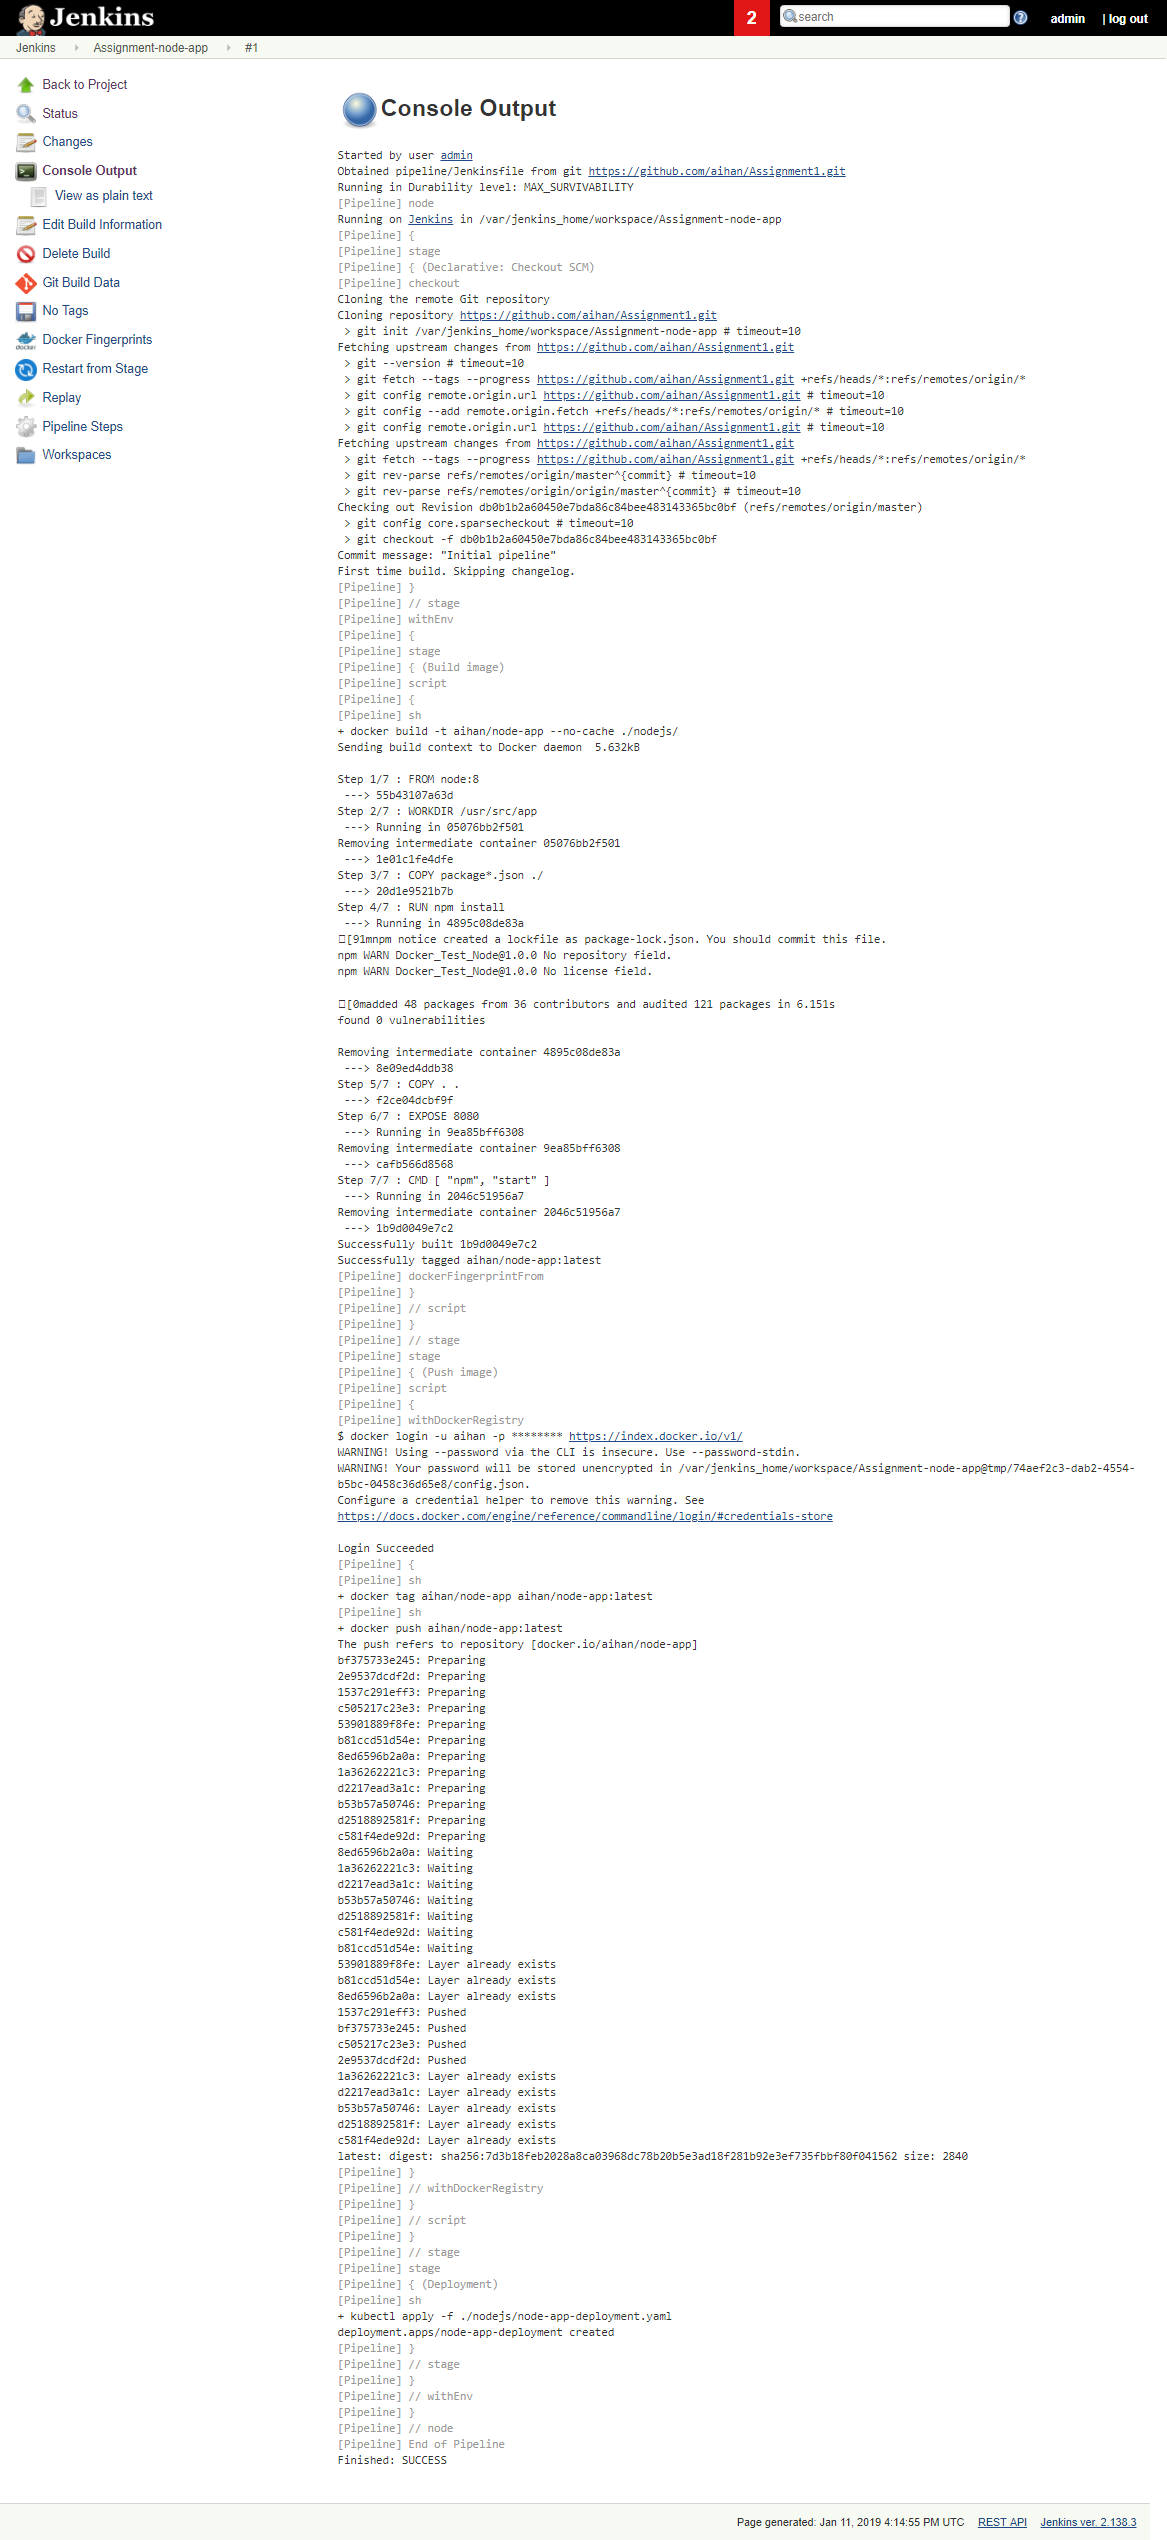 Jenkins
2
search
admin
| log out
Jenkins
Assignment-node-app
#1
Back to Project
Status
Changes
Console Output
View as plain text
Edit Build Information
Delete Build
Git Build Data
No Tags
Docker Fingerprints
Restart from Stage
Replay
Pipeline Steps
Workspaces
Console Output
Started by user admin
Obtained pipeline/Jenkinsfile from git https://github.com/aihan/Assignment1.git
Running in Durability level: MAX_SURVIVABILITY
[Pipeline] node
Running on Jenkins in /var/jenkins_home/workspace/Assignment-node-app
[Pipeline] {
[Pipeline] stage
[Pipeline] { (Declarative: Checkout SCM)
[Pipeline] checkout
Cloning the remote Git repository
Cloning repository https://github.com/aihan/Assignment1.git
> git init /var/jenkins_home/workspace/Assignment-node-app # timeout=10
Fetching upstream changes from https://github.com/aihan/Assignment1.git
> git --version # timeout=10
> git fetch --tags --progress https://github.com/aihan/Assignment1.git +refs/heads/*:refs/remotes/origin/*
> git config remote.origin.url https://github.com/aihan/Assignment1.git # timeout=10
> git config --add remote.origin.fetch +refs/heads/*:refs/remotes/origin/* # timeout=10
> git config remote.origin.url https://github.com/aihan/Assignment1.git # timeout=10
Fetching upstream changes from https://github.com/aihan/Assignment1.git
> git fetch --tags --progress https://github.com/aihan/Assignment1.git +refs/heads/*:refs/remotes/origin/*
> git rev-parse refs/remotes/origin/master^{commit} # timeout=10
> git rev-parse refs/remotes/origin/origin/master^{commit} # timeout=10
Checking out Revision db0b1b2a60450e7bda86c84bee483143365bc0bf (refs/remotes/origin/master)
> git config core.sparsecheckout # timeout=10
> git checkout -f db0b1b2a60450e7bda86c84bee483143365bc0bf
Commit message: "Initial pipeline"
First time build. Skipping changelog.
[Pipeline] }
[Pipeline] // stage
[Pipeline] withEnv
[Pipeline] {
[Pipeline] stage
[Pipeline] { (Build image)
[Pipeline] script
[Pipeline] {
[Pipeline] sh
+ docker build -t aihan/node-app --no-cache ./nodejs/
Sending build context to Docker daemon  5.632kB
Step 1/7 : FROM node:8
---> 55b43107a63d
Step 2/7 : WORKDIR /usr/src/app
---> Running in 05076bb2f501
Removing intermediate container 05076bb2f501
---> 1e01c1fe4dfe
Step 3/7 : COPY package*.json ./
---> 20d1e9521b7b
Step 4/7 : RUN npm install
---> Running in 4895c08de83a
[91mnpm notice created a lockfile as package-lock.json. You should commit this file.
npm WARN Docker_Test_Node@1.0.0 No repository field.
npm WARN Docker_Test_Node@1.0.0 No license field.
[0madded 48 packages from 36 contributors and audited 121 packages in 6.151s
found 0 vulnerabilities
Removing intermediate container 4895c08de83a
---> 8e09ed4ddb38
Step 5/7 : COPY . .
---> f2ce04dcbf9f
Step 6/7 : EXPOSE 8080
---> Running in 9ea85bff6308
Removing intermediate container 9ea85bff6308
---> cafb566d8568
Step 7/7 : CMD [ "npm", "start" ]
---> Running in 2046c51956a7
Removing intermediate container 2046c51956a7
---> 1b9d0049e7c2
Successfully built 1b9d0049e7c2
Successfully tagged aihan/node-app:latest
[Pipeline] dockerFingerprintFrom
[Pipeline] }
[Pipeline] // script
[Pipeline] }
[Pipeline] // stage
[Pipeline] stage
[Pipeline] { (Push image)
[Pipeline] script
[Pipeline] {
[Pipeline] withDockerRegistry
$ docker login -u aihan -p ******** https://index.docker.io/v1/
WARNING! Using --password via the CLI is insecure. Use --password-stdin.
WARNING! Your password will be stored unencrypted in /var/jenkins_home/workspace/Assignment-node-app@tmp/74aef2c3-dab2-4554-
b5bc-0458c36d65e8/config.json.
Configure a credential helper to remove this warning. See
https://docs.docker.com/engine/reference/commandline/login/#credentials-store
Login Succeeded
[Pipeline] {
[Pipeline] sh
+ docker tag aihan/node-app aihan/node-app:latest
[Pipeline] sh
+ docker push aihan/node-app:latest
The push refers to repository [docker.io/aihan/node-app]
bf375733e245: Preparing
2e9537dcdf2d: Preparing
1537c291eff3: Preparing
c505217c23e3: Preparing
53901889f8fe: Preparing
b81ccd51d54e: Preparing
8ed6596b2a0a: Preparing
1a36262221c3: Preparing
d2217ead3a1c: Preparing
b53b57a50746: Preparing
d2518892581f: Preparing
c581f4ede92d: Preparing
8ed6596b2a0a: Waiting
1a36262221c3: Waiting
d2217ead3a1c: Waiting
b53b57a50746: Waiting
d2518892581f: Waiting
c581f4ede92d: Waiting
b81ccd51d54e: Waiting
53901889f8fe: Layer already exists
b81ccd51d54e: Layer already exists
8ed6596b2a0a: Layer already exists
1537c291eff3: Pushed
bf375733e245: Pushed
c505217c23e3: Pushed
2e9537dcdf2d: Pushed
1a36262221c3: Layer already exists
d2217ead3a1c: Layer already exists
b53b57a50746: Layer already exists
d2518892581f: Layer already exists
c581f4ede92d: Layer already exists
latest: digest: sha256:7d3b18feb2028a8ca03968dc78b20b5e3ad18f281b92e3ef735fbbf80f041562 size: 2840
[Pipeline] }
[Pipeline] // withDockerRegistry
[Pipeline] }
[Pipeline] // script
[Pipeline] }
[Pipeline] // stage
[Pipeline] stage
[Pipeline] { (Deployment)
[Pipeline] sh
+ kubectl apply -f ./nodejs/node-app-deployment.yaml
deployment.apps/node-app-deployment created
[Pipeline] }
[Pipeline] // stage
[Pipeline] }
[Pipeline] // withEnv
[Pipeline] }
[Pipeline] // node
[Pipeline] End of Pipeline
Finished: SUCCESS
Page generated: Jan 11, 2019 4:14:55 PM UTC
REST API
Jenkins ver. 2.138.3